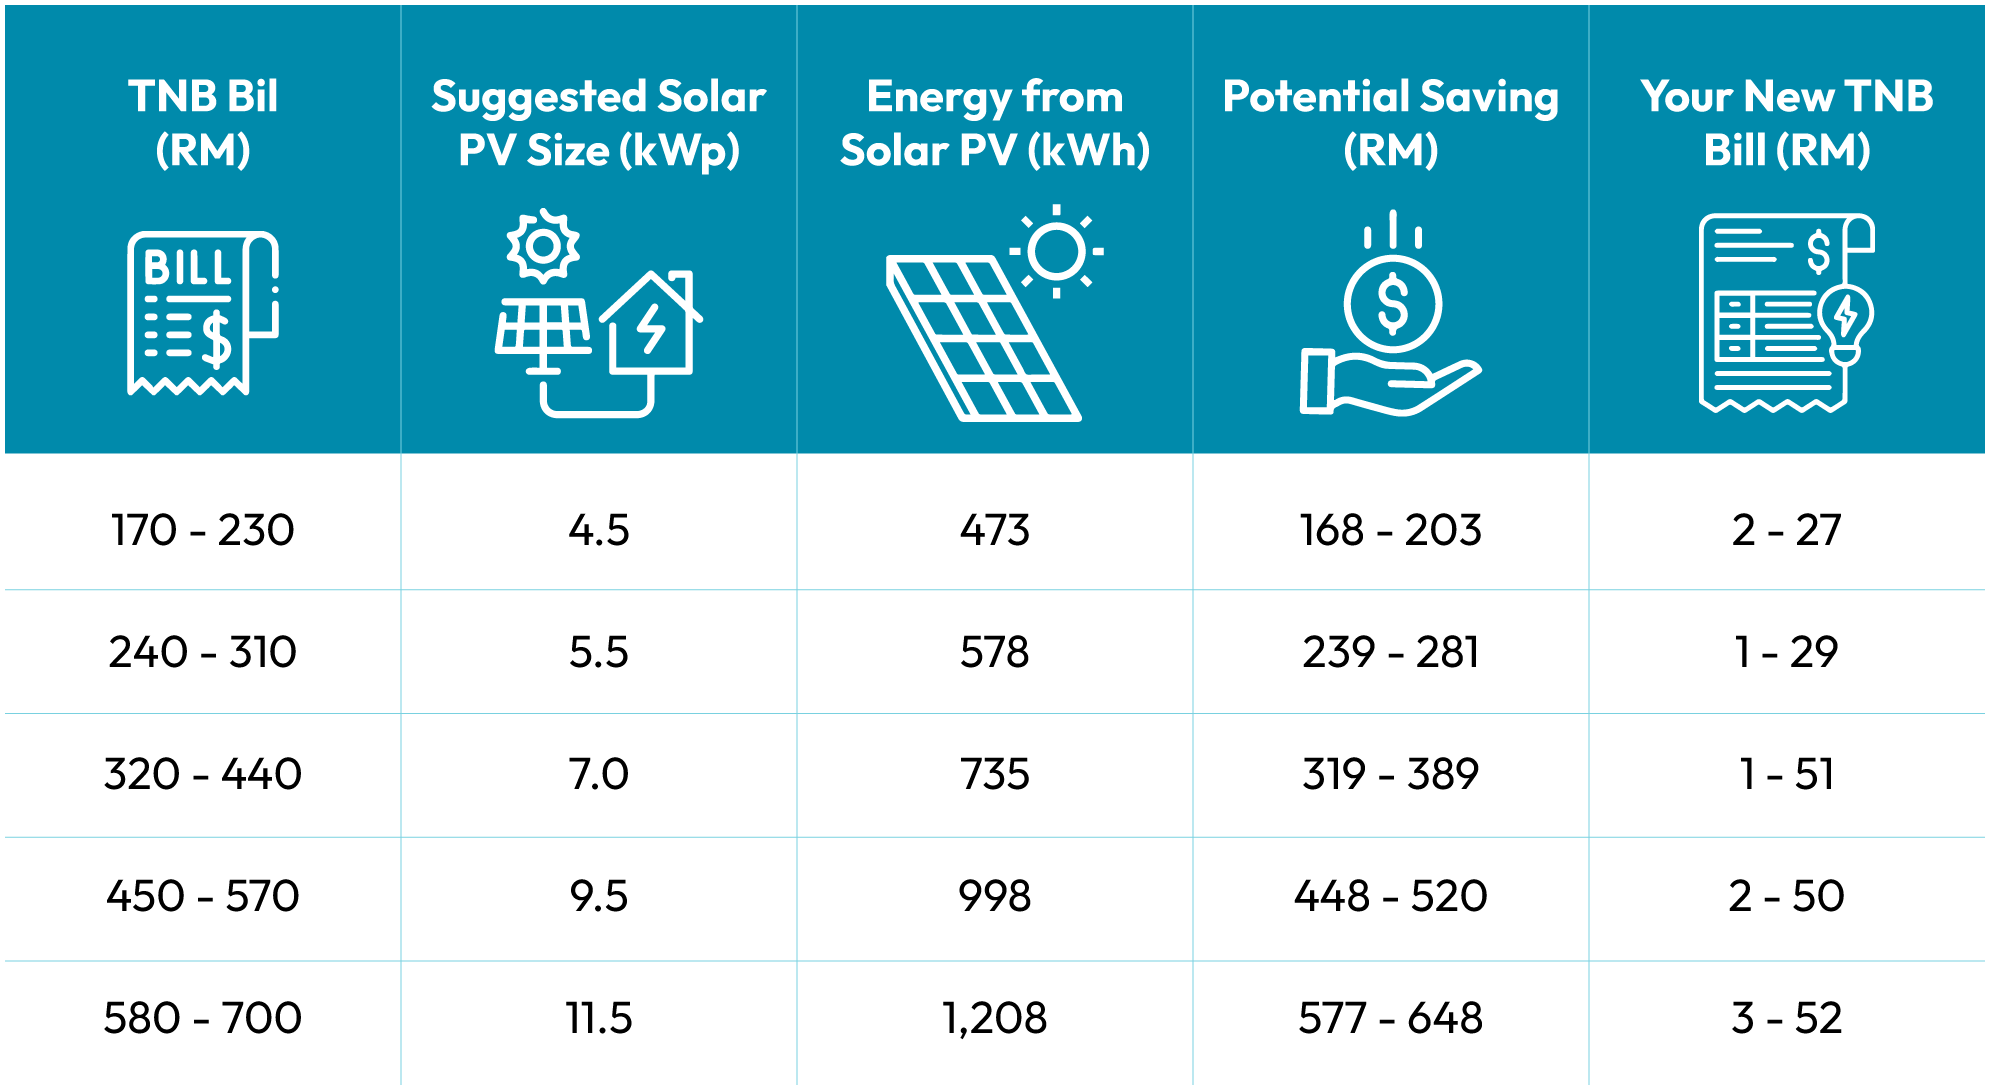 TNB Bil
(RM)
Suggested Solar
PV Size (kWp)
Energy from
Solar PV (kWh)
Potential Saving
(RM)
Your New TNB
Bill (RM)
BILL
$
$
$
170 - 230
4.5
473
168 - 203
2 - 27
240 - 310
5.5
578
239 - 281
1 - 29
320 - 440
7.0
735
319 - 389
1 - 51
450 - 570
9.5
998
448 - 520
2 - 50
580 - 700
11.5
1,208
577 - 648
3 - 52